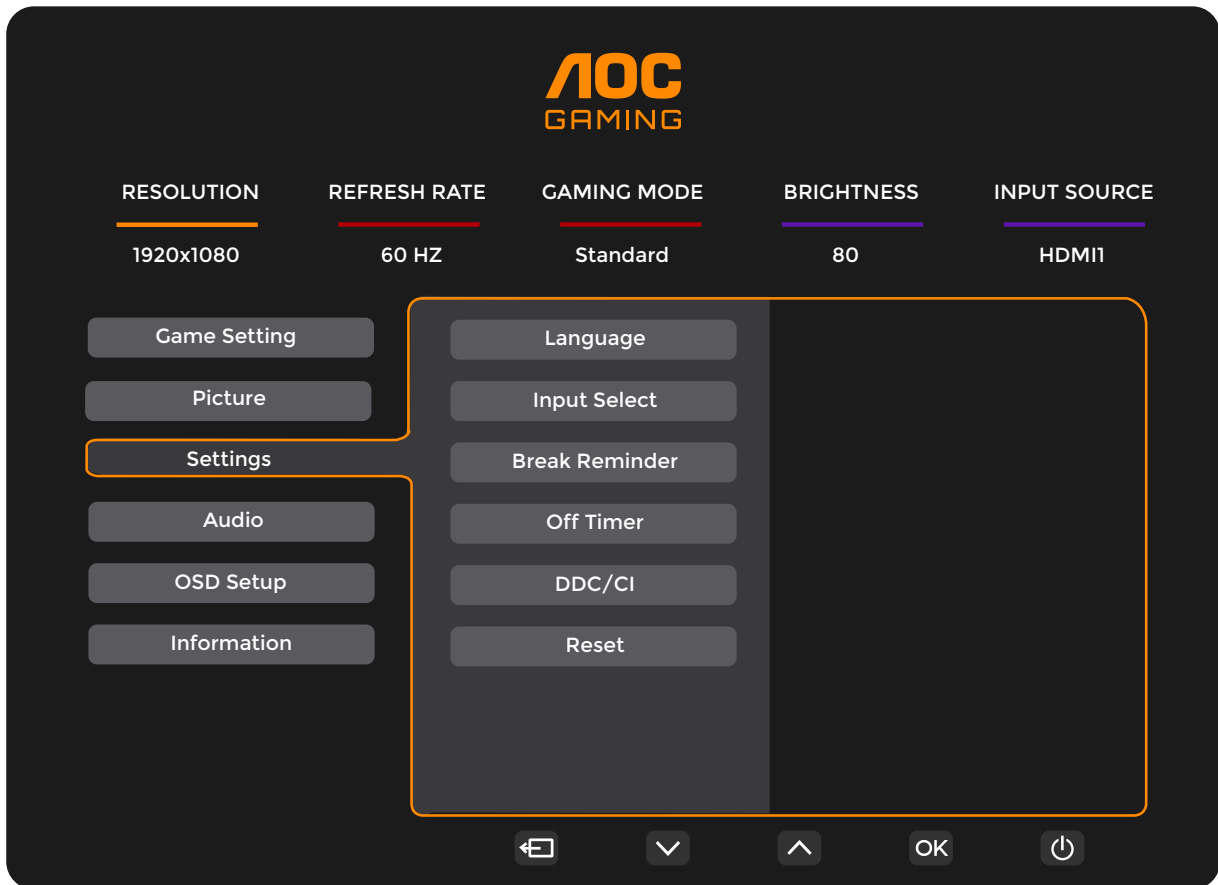 AOC
GAMING
RESOLUTION REFRESH RATE GAMING MODE BRIGHTNESS INPUT SOURCE
1920x1080 60 HZ Standard 80 HDMI1
Game Setting
Picture
Settings
Audio
OSD Setup
Information
Language
Input Select
Break Reminder
Off Timer
DDC/CI
Reset
OK